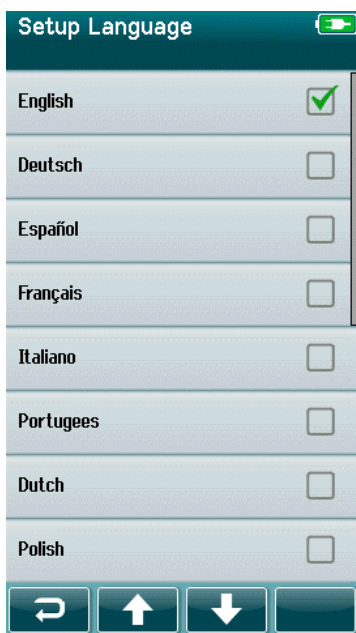 Setup Language
English
Deutsch
Español
Français
Italiano
Portugees
Dutch
Polish